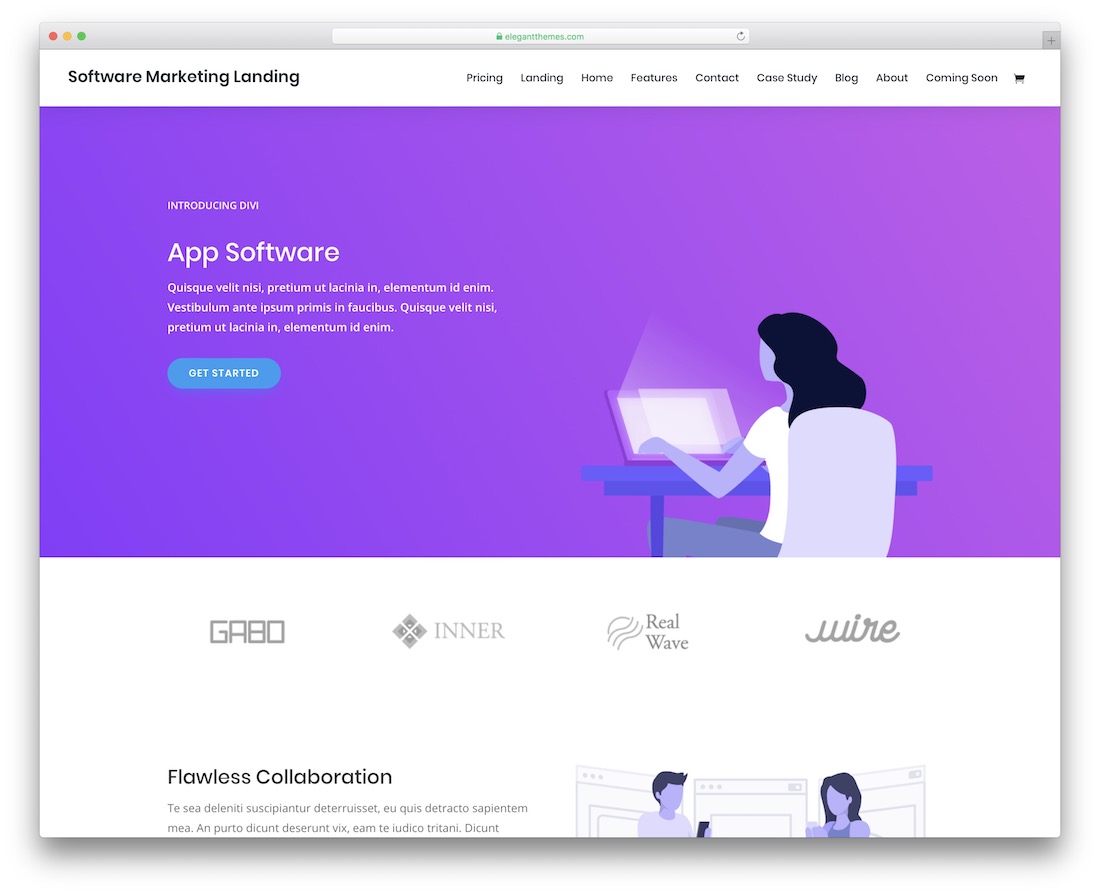 elegantthemes.com
Software Marketing Landing
Pricing Landing Home Features Contact Case Study Blog About Coming Soon
INTRODUCING DIVI
App Software
Quisque velit nisi, pretium ut lacinia in, elementum id enim.
Vestibulum ante ipsum primis in faucibus. Quisque velit nisi,
pretium ut lacinia in, elementum id enim.
GET STARTED
GABO
INNER
Real
Wave
wire
Flawless Collaboration
Te sea deleniti suscipiantur deterruisset, eu quis detracto sapientem
mea. An purto dicunt deserunt vix, eam te iudico tritani. Dicunt